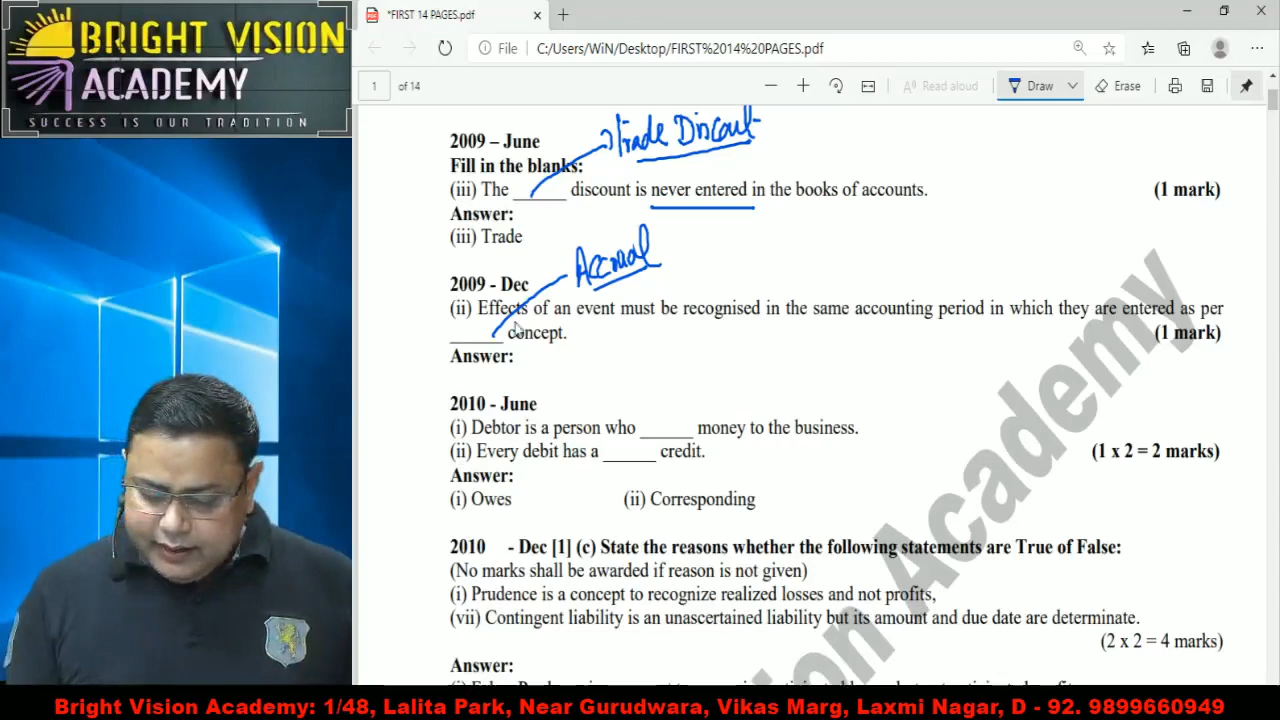 BRIGHT VISION
ACADEMY
SUCCESS IS OUR TRADITION
*FIRST 14 PAGES.pdf
File C:/Users/WiN/Desktop/FIRST%2014%20PAGES.pdf
1 of 14
Read aloud
Draw
Erase
Trade Discount
2009 – June
Fill in the blanks:
(iii) The ______ discount is never entered in the books of accounts. (1 mark)
Answer:
(iii) Trade
Accrual
2009 - Dec
(ii) Effects of an event must be recognised in the same accounting period in which they are entered as per
______ concept. (1 mark)
Answer:
2010 - June
(i) Debtor is a person who ______ money to the business.
(ii) Every debit has a ______ credit. (1 x 2 = 2 marks)
Answer:
(i) Owes (ii) Corresponding
2010 - Dec [1] (c) State the reasons whether the following statements are True of False:
(No marks shall be awarded if reason is not given)
(i) Prudence is a concept to recognize realized losses and not profits,
(vii) Contingent liability is an unascertained liability but its amount and due date are determinate.
(2 x 2 = 4 marks)
Answer:
sion Academy
Bright Vision Academy: 1/48, Lalita Park, Near Gurudwara, Vikas Marg, Laxmi Nagar, D - 92. 9899660949